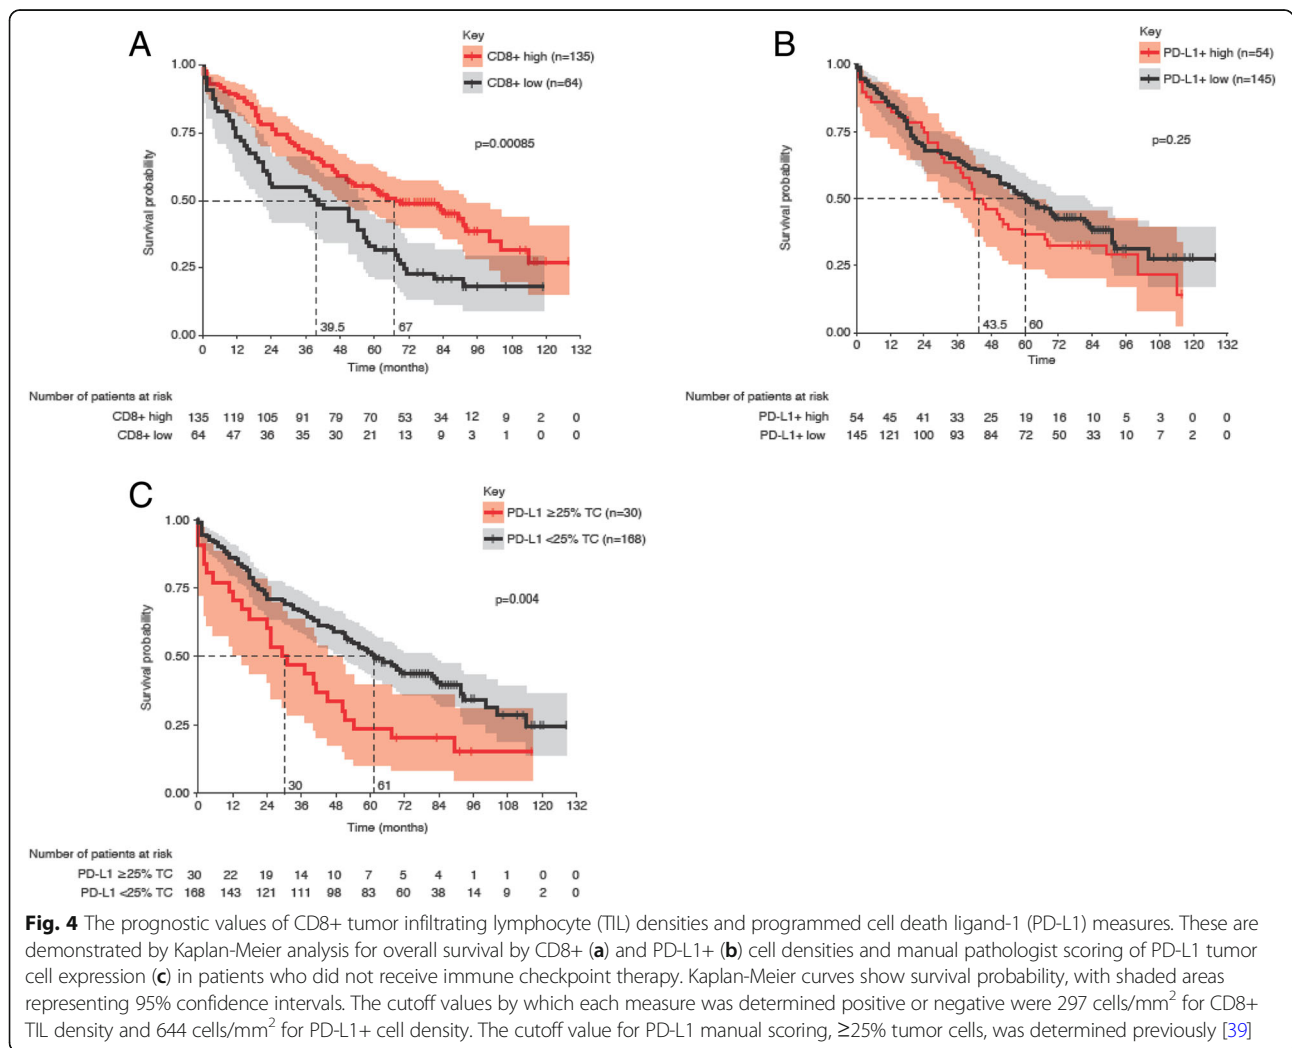 A
Key
CD8+ high (n=135)
CD8+ low (n=64)
p=0.00085
Survival probability
1.00
0.75
0.50
0.25
0.00
39.5
67
0 12 24 36 48 60 72 84 96 108 120 132
Time (months)
Number of patients at risk
CD8+ high 135 119 105 91 79 70 53 34 12 9 2 0
CD8+ low 64 47 36 35 30 21 13 9 3 1 0 0
B
Key
PD-L1+ high (n=54)
PD-L1+ low (n=145)
p=0.25
Survival probability
1.00
0.75
0.50
0.25
0.00
43.5
60
0 12 24 36 48 60 72 84 96 108 120 132
Time
Number of patients at risk
PD-L1+ high 54 45 41 33 25 19 16 10 5 3 0 0
PD-L1+ low 145 121 100 93 84 72 50 33 10 7 2 0
C
Key
PD-L1 ≥25% TC (n=30)
PD-L1 <25% TC (n=168)
p=0.004
Survival probability
1.00
0.75
0.50
0.25
0.00
30
61
0 12 24 36 48 60 72 84 96 108 120 132
Time (months)
Number of patients at risk
PD-L1 ≥25% TC 30 22 19 14 10 7 5 4 1 1 0 0
PD-L1 <25% TC 168 143 121 111 98 83 60 38 14 9 2 0
Fig. 4 The prognostic values of CD8+ tumor infiltrating lymphocyte (TIL) densities and programmed cell death ligand-1 (PD-L1) measures. These are
demonstrated by Kaplan-Meier analysis for overall survival by CD8+ (a) and PD-L1+ (b) cell densities and manual pathologist scoring of PD-L1 tumor
cell expression (c) in patients who did not receive immune checkpoint therapy. Kaplan-Meier curves show survival probability, with shaded areas
representing 95% confidence intervals. The cutoff values by which each measure was determined positive or negative were 297 cells/mm² for CD8+
TIL density and 644 cells/mm² for PD-L1+ cell density. The cutoff value for PD-L1 manual scoring, ≥25% tumor cells, was determined previously [39]